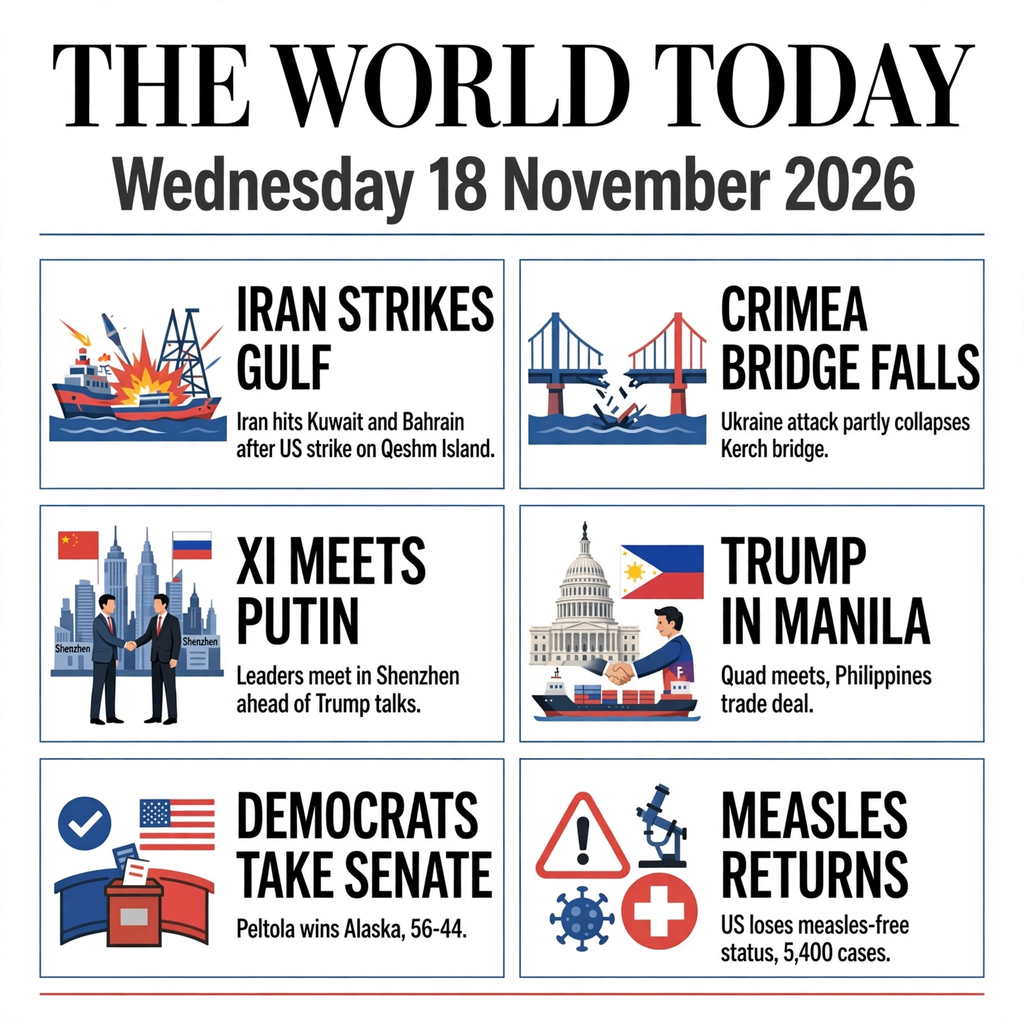 THE WORLD TODAY
Wednesday 18 November 2026
IRAN STRIKES
GULF
Iran hits Kuwait and Bahrain
after US strike on Qeshm Island.
CRIMEA
BRIDGE FALLS
Ukraine attack partly collapses
Kerch bridge.
Shenzhen
Shenzhen
XI MEETS
PUTIN
Leaders meet in Shenzhen
ahead of Trump talks.
F
TRUMP
IN MANILA
Quad meets, Philippines
trade deal.
DEMOCRATS
TAKE SENATE
Peltola wins Alaska, 56-44.
MEASLES
RETURNS
US loses measles-free
status, 5,400 cases.